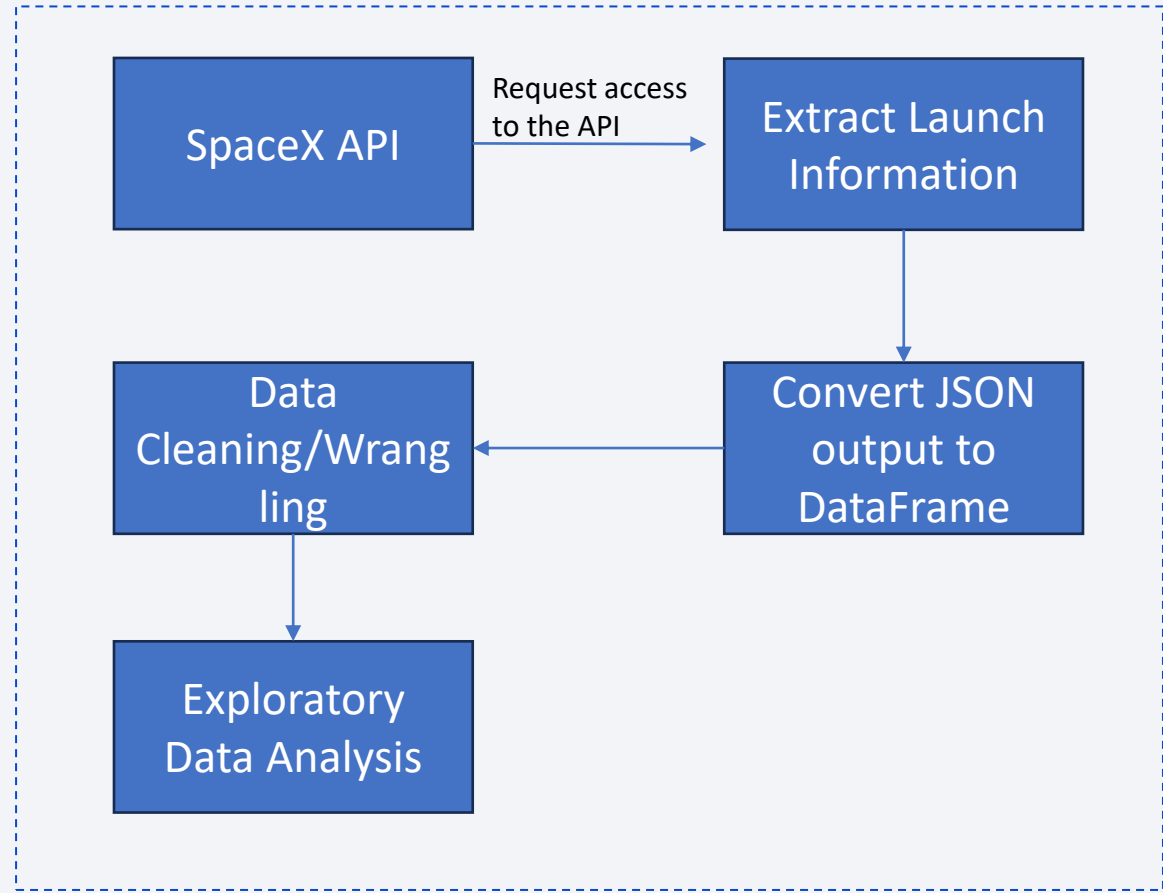 SpaceX API
Request access
to the API
Extract Launch
Information
Convert JSON
output to
DataFrame
Data
Cleaning/Wrang
ling
Exploratory
Data Analysis